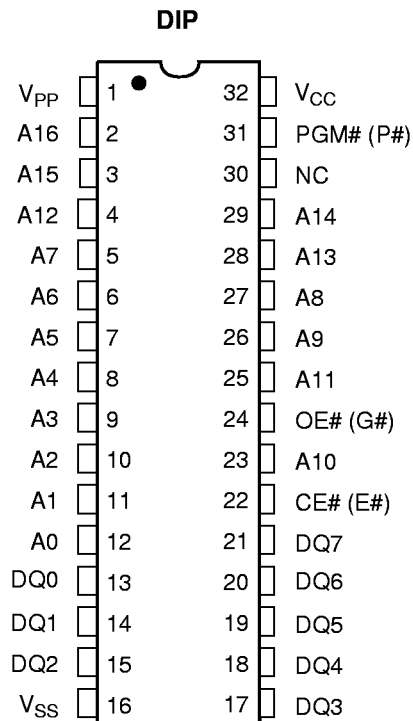 DIP
V_PP 1 32 V_CC
A16 2 31 PGM# (P#)
A15 3 30 NC
A12 4 29 A14
A7 5 28 A13
A6 6 27 A8
A5 7 26 A9
A4 8 25 A11
A3 9 24 OE# (G#)
A2 10 23 A10
A1 11 22 CE# (E#)
A0 12 21 DQ7
DQ0 13 20 DQ6
DQ1 14 19 DQ5
DQ2 15 18 DQ4
V_SS 16 17 DQ3